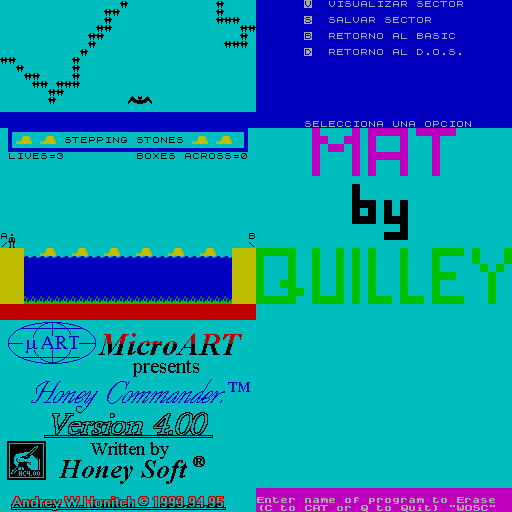 VISUALIZAR SECTOR
S SALVAR SECTOR
B RETORNO AL BASIC
D RETORNO AL D.O.S.
SELECCIONA UNA OPCION
STEPPING STONES
LIVES=3 BOXES ACROSS=0
A B
MAT
by
QUILLEY
µART MicroART
presents
Honey Commander.™
Version 4.00
Written by
HC4.00 Honey Soft®
Andrey W.Honitch © 1993,94,95
Enter name of program to Erase
(C to CAT or Q to Quit) "WOSC"